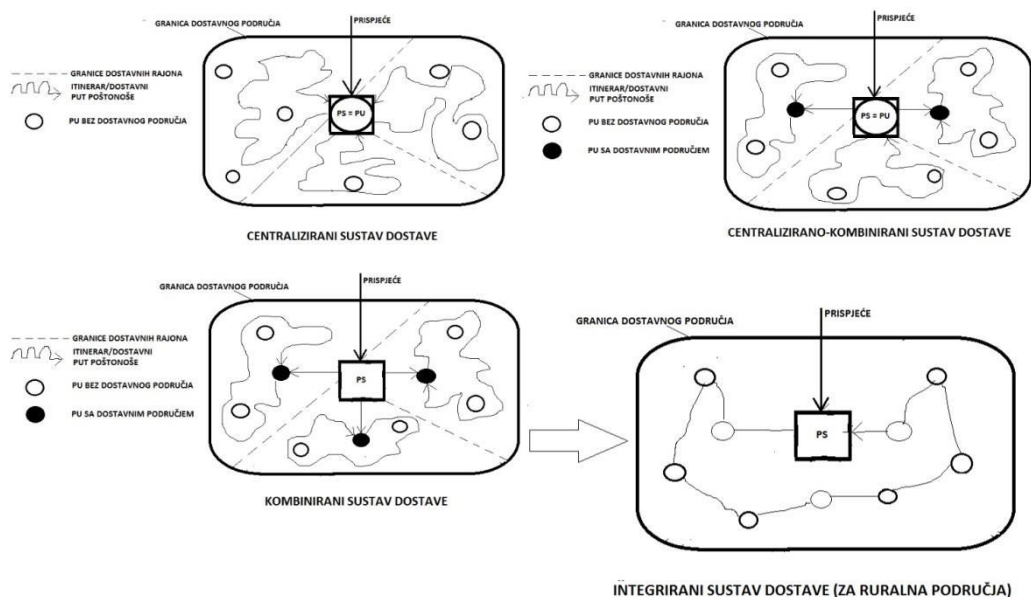 GRANICA DOSTAVNOG PODRUČJA
PRISPJEĆE
GRANICE DOSTAVNIH RAJONA
ITINERAR/DOSTAVNI
PUT POŠTONOŠE
PU BEZ DOSTAVNOG PODRUČJA
PS = PU
CENTRALIZIRANI SUSTAV DOSTAVE
GRANICA DOSTAVNOG PODRUČJA
PRISPJEĆE
GRANICE DOSTAVNIH RAJONA
ITINERAR/DOSTAVNI
PUT POŠTONOŠE
PU BEZ DOSTAVNOG PODRUČJA
PU SA DOSTAVNIM PODRUČJEM
PS = PU
CENTRALIZIRANO-KOMBINIRANI SUSTAV DOSTAVE
GRANICA DOSTAVNOG PODRUČJA
PRISPJEĆE
GRANICE DOSTAVNIH RAJONA
ITINERAR/DOSTAVNI
PUT POŠTONOŠE
PU BEZ DOSTAVNOG PODRUČJA
PU SA DOSTAVNIM PODRUČJEM
PS
KOMBINIRANI SUSTAV DOSTAVE
GRANICA DOSTAVNOG PODRUČJA
PRISPJEĆE
PS
INTEGRIRANI SUSTAV DOSTAVE (ZA RURALNA PODRUČJA)